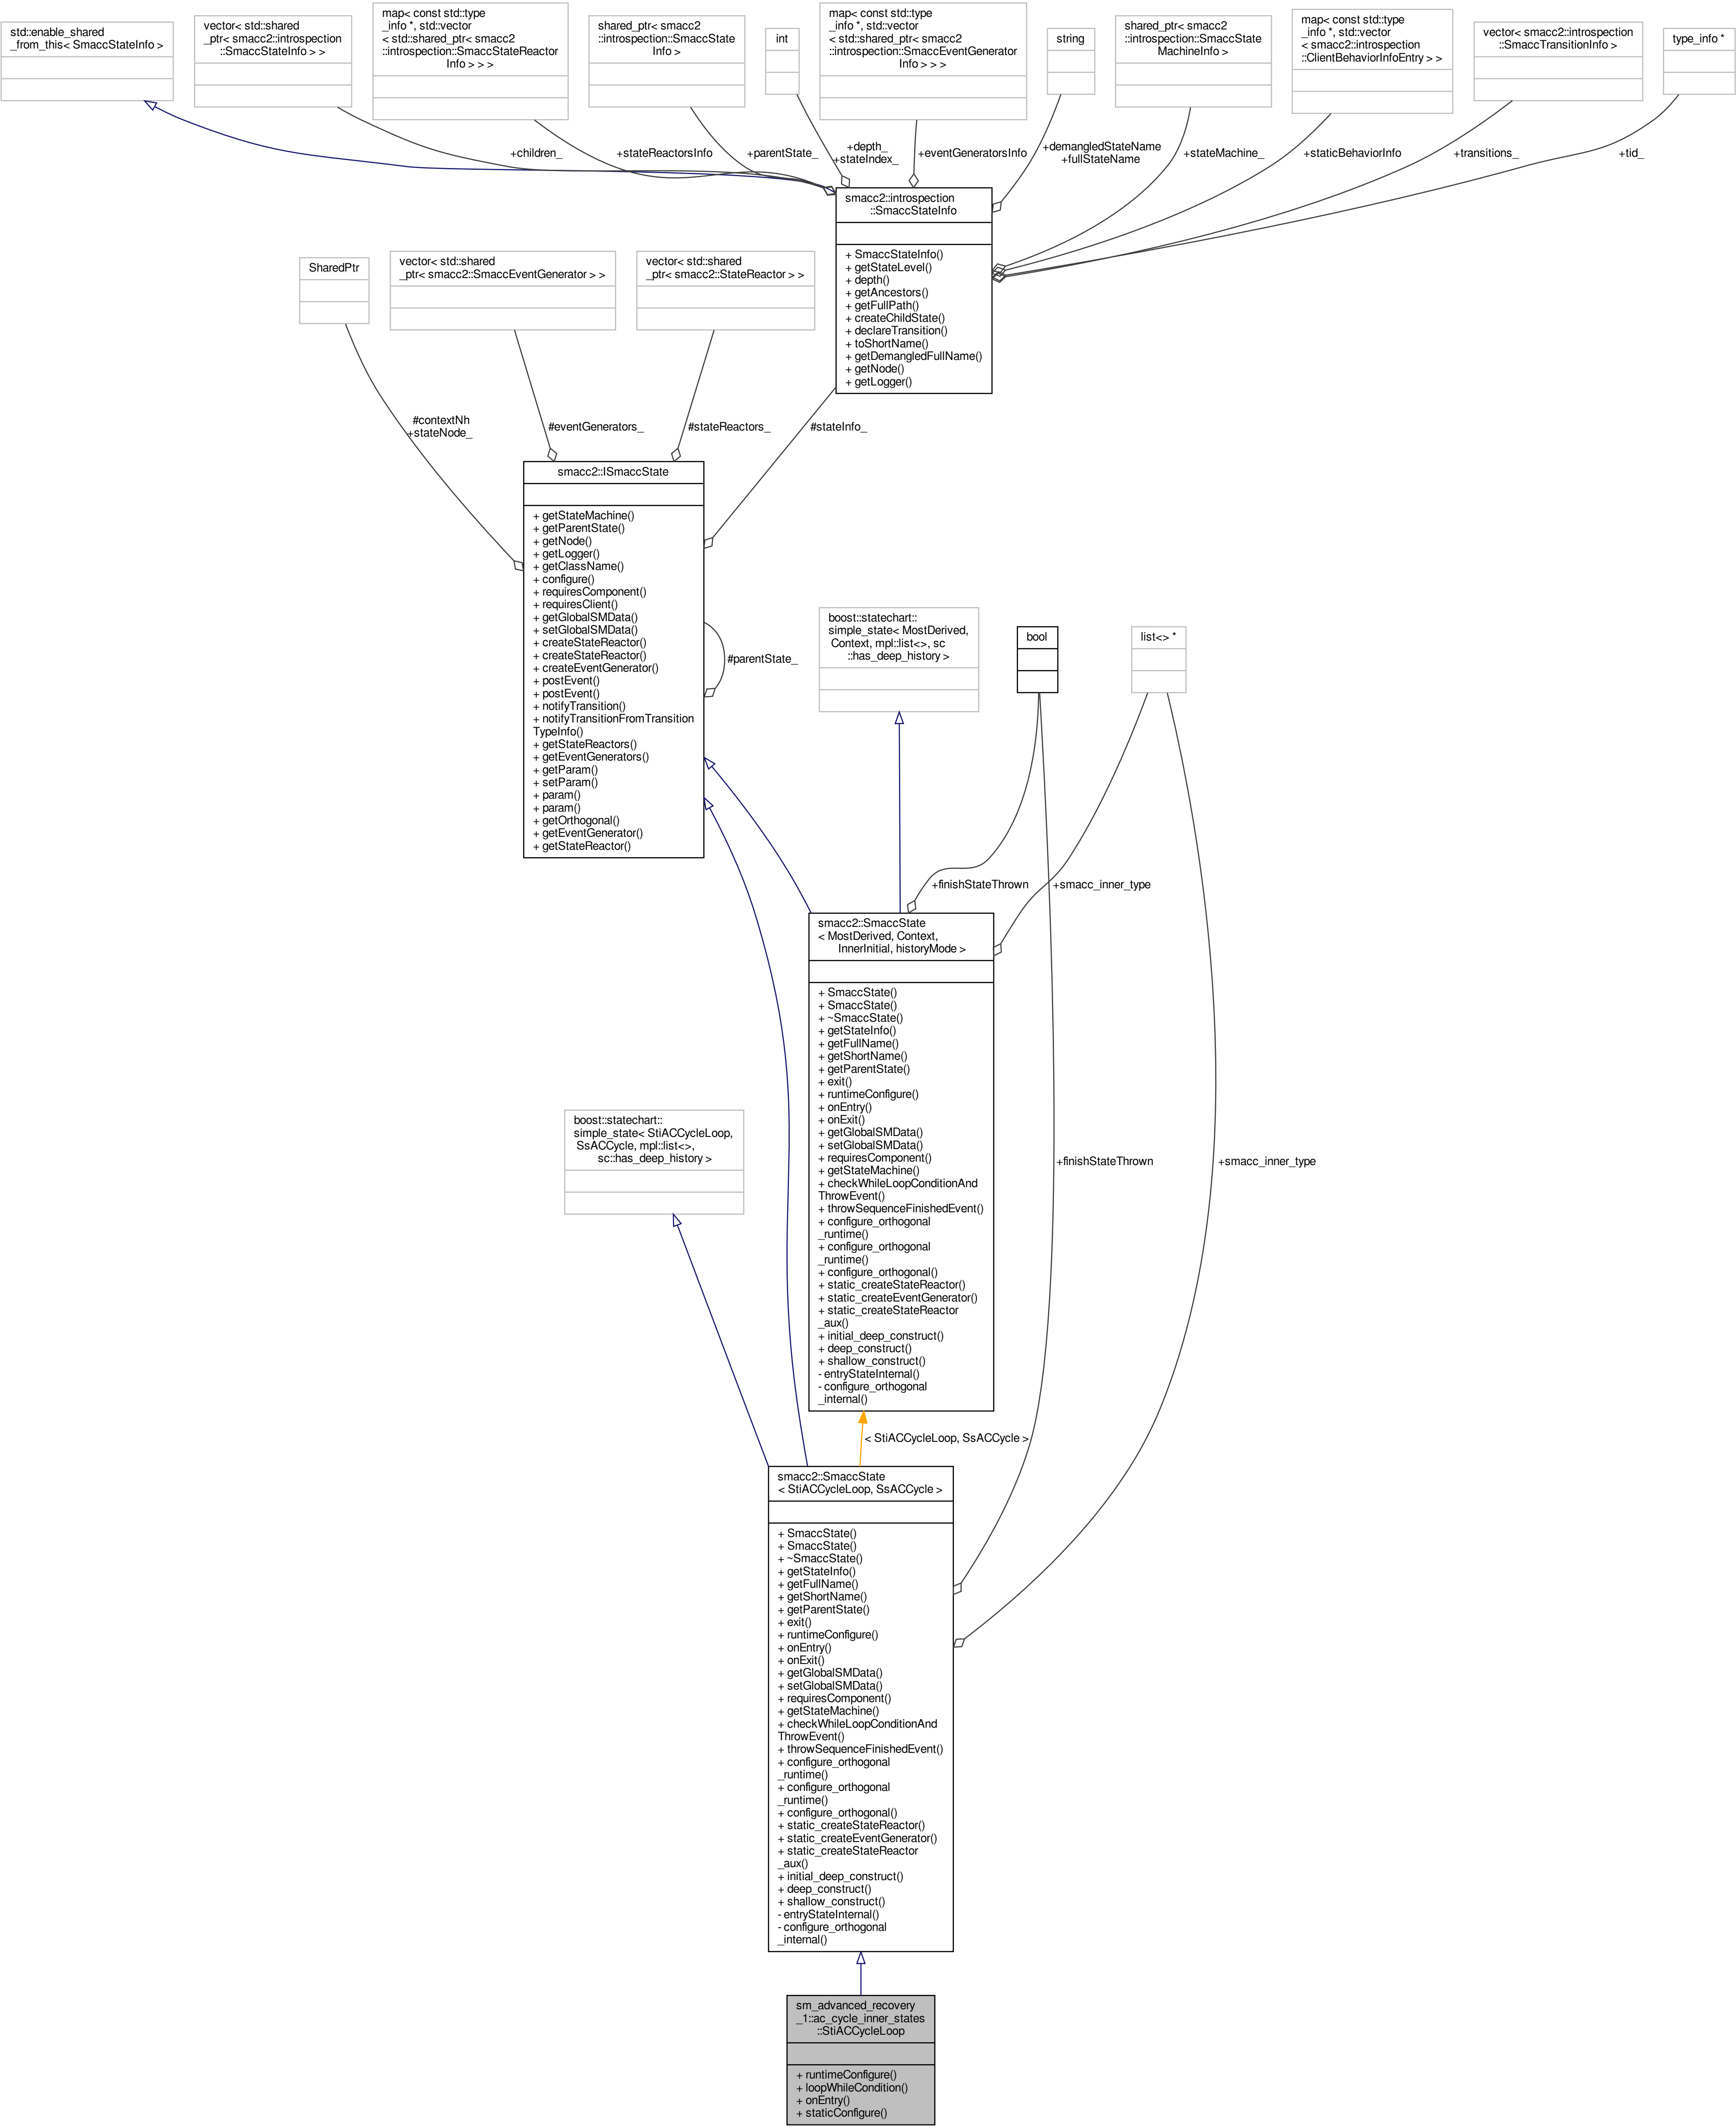 std::enable_shared
_from_this< SmaccStateInfo >
vector< std::shared
_ptr< smacc2::introspection
::SmaccStateInfo > >
map< const std::type
_info *, std::vector
< std::shared_ptr< smacc2
::introspection::SmaccStateReactor
Info > > >
shared_ptr< smacc2
::introspection::SmaccState
Info >
int
map< const std::type
_info *, std::vector
< std::shared_ptr< smacc2
::introspection::SmaccEventGenerator
Info > > >
string
shared_ptr< smacc2
::introspection::SmaccState
MachineInfo >
map< const std::type
_info *, std::vector
< smacc2::introspection
::ClientBehaviorInfoEntry > >
vector< smacc2::introspection
::SmaccTransitionInfo >
type_info *
+children_
+stateReactorsInfo
+parentState_
+depth_
+stateIndex_
+eventGeneratorsInfo
+demangledStateName
+fullStateName
+stateMachine_
+staticBehaviorInfo
+transitions_
+tid_
smacc2::introspection
::SmaccStateInfo
+ SmaccStateInfo()
+ getStateLevel()
+ depth()
+ getAncestors()
+ getFullPath()
+ createChildState()
+ declareTransition()
+ toShortName()
+ getDemangledFullName()
+ getNode()
+ getLogger()
SharedPtr
vector< std::shared
_ptr< smacc2::SmaccEventGenerator > >
vector< std::shared
_ptr< smacc2::StateReactor > >
#contextNh
+stateNode_
#eventGenerators_
#stateReactors_
#stateInfo_
smacc2::ISmaccState
+ getStateMachine()
+ getParentState()
+ getNode()
+ getLogger()
+ getClassName()
+ configure()
+ requiresComponent()
+ requiresClient()
+ getGlobalSMData()
+ setGlobalSMData()
+ createStateReactor()
+ createStateReactor()
+ createEventGenerator()
+ postEvent()
+ postEvent()
+ notifyTransition()
+ notifyTransitionFromTransition
TypeInfo()
+ getStateReactors()
+ getEventGenerators()
+ getParam()
+ setParam()
+ param()
+ param()
+ getOrthogonal()
+ getEventGenerator()
+ getStateReactor()
#parentState_
boost::statechart::
simple_state< MostDerived,
Context, mpl::list<>, sc
::has_deep_history >
bool
list<> *
+finishStateThrown
+smacc_inner_type
smacc2::SmaccState
< MostDerived, Context,
InnerInitial, historyMode >
+ SmaccState()
+ SmaccState()
+ ~SmaccState()
+ getStateInfo()
+ getFullName()
+ getShortName()
+ getParentState()
+ exit()
+ runtimeConfigure()
+ onEntry()
+ onExit()
+ getGlobalSMData()
+ setGlobalSMData()
+ requiresComponent()
+ getStateMachine()
+ checkWhileLoopConditionAnd
ThrowEvent()
+ throwSequenceFinishedEvent()
+ configure_orthogonal
_runtime()
+ configure_orthogonal
_runtime()
+ configure_orthogonal()
+ static_createStateReactor()
+ static_createEventGenerator()
+ static_createStateReactor
_aux()
+ initial_deep_construct()
+ deep_construct()
+ shallow_construct()
- entryStateInternal()
- configure_orthogonal
_internal()
boost::statechart::
simple_state< StiACCycleLoop,
SsACCycle, mpl::list<>,
sc::has_deep_history >
+finishStateThrown
+smacc_inner_type
< StiACCycleLoop, SsACCycle >
smacc2::SmaccState
< StiACCycleLoop, SsACCycle >
+ SmaccState()
+ SmaccState()
+ ~SmaccState()
+ getStateInfo()
+ getFullName()
+ getShortName()
+ getParentState()
+ exit()
+ runtimeConfigure()
+ onEntry()
+ onExit()
+ getGlobalSMData()
+ setGlobalSMData()
+ requiresComponent()
+ getStateMachine()
+ checkWhileLoopConditionAnd
ThrowEvent()
+ throwSequenceFinishedEvent()
+ configure_orthogonal
_runtime()
+ configure_orthogonal
_runtime()
+ configure_orthogonal()
+ static_createStateReactor()
+ static_createEventGenerator()
+ static_createStateReactor
_aux()
+ initial_deep_construct()
+ deep_construct()
+ shallow_construct()
- entryStateInternal()
- configure_orthogonal
_internal()
sm_advanced_recovery
_1::ac_cycle_inner_states
::StiACCycleLoop
+ runtimeConfigure()
+ loopWhileCondition()
+ onEntry()
+ staticConfigure()